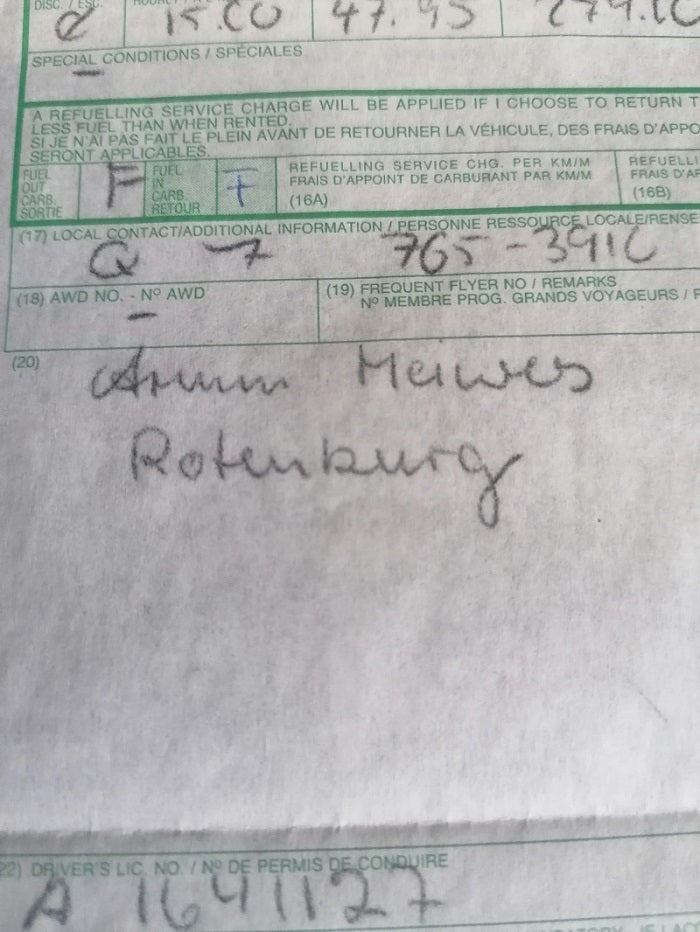 DISC. / ESC.
d 15.00 47.95
SPECIAL CONDITIONS / SPÉCIALES
—
A REFUELLING SERVICE CHARGE WILL BE APPLIED IF I CHOOSE TO RETURN T
LESS FUEL THAN WHEN RENTED.
SI JE N'AI PAS FAIT LE PLEIN AVANT DE RETOURNER LA VÉHICULE, DES FRAIS D'APPO
SERONT APPLICABLES.
FUEL OUT CARB. SORTIE F
FUEL IN CARB. RETOUR F
REFUELLING SERVICE CHG. PER KM/M
FRAIS D'APPOINT DE CARBURANT PAR KM/M
(16A)
REFUELLI
FRAIS D'AP
(16B)
(17) LOCAL CONTACT/ADDITIONAL INFORMATION / PERSONNE RESSOURCE LOCALE/RENSE
Q 7 765-3910
(18) AWD NO. - Nº AWD
—
(19) FREQUENT FLYER NO / REMARKS
Nº MEMBRE PROG. GRANDS VOYAGEURS / R
(20)
Armin Meiwes
Rotenburg
22) DRIVER'S LIC. NO. / Nº DE PERMIS DE CONDUIRE
A 1641127